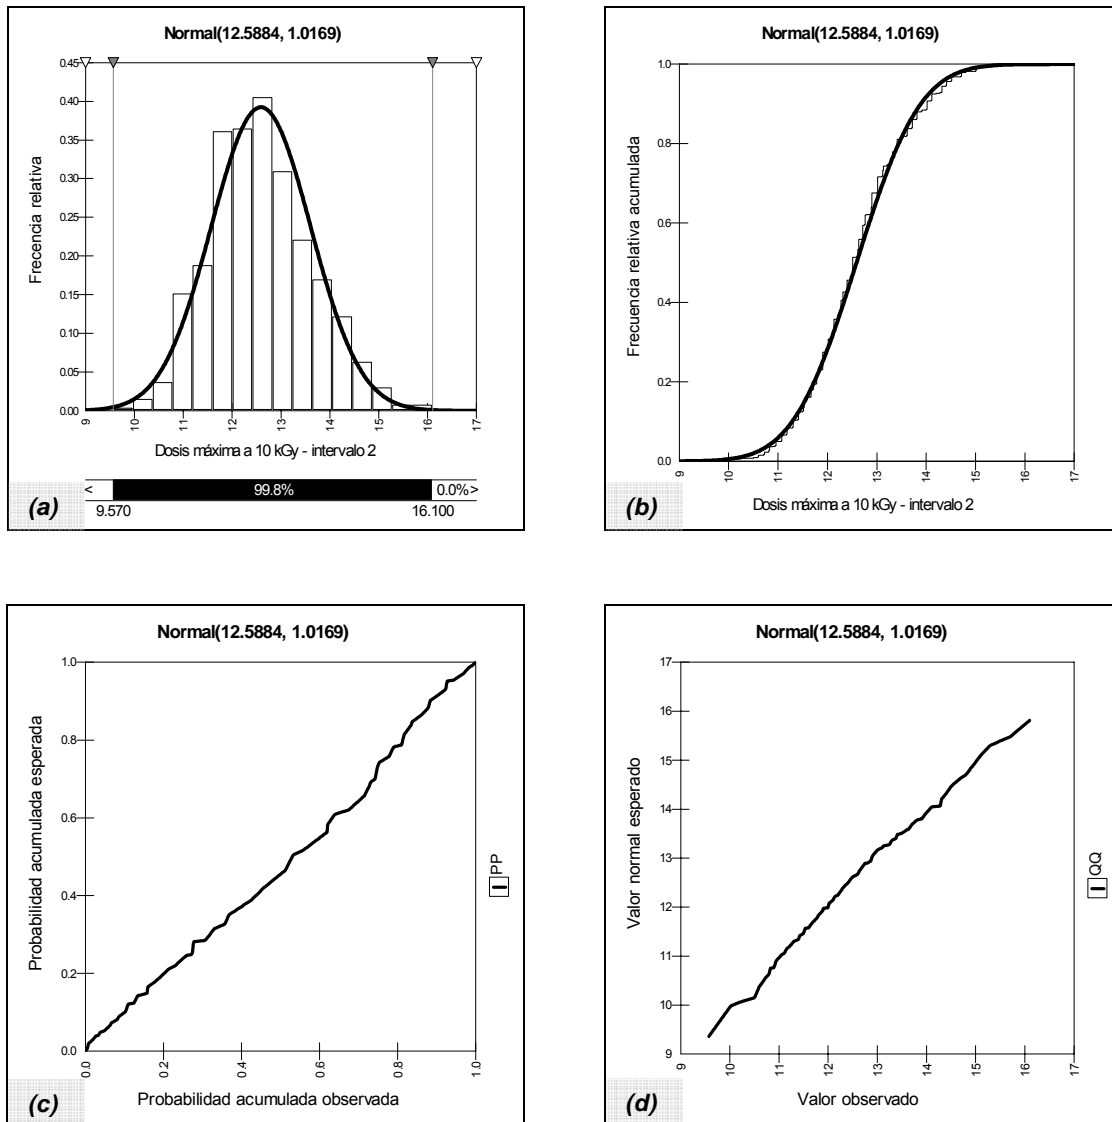 Normal(12.5884, 1.0169)
0.45
0.40
0.35
0.30
0.25
0.20
0.15
0.10
0.05
0.00
Frecencia relativa
9 10 11 12 13 14 15 16 17
Dosis máxima a 10 kGy - intervalo 2
< 99.8% 0.0% >
9.570 16.100
(a)
Normal(12.5884, 1.0169)
1.0
0.8
0.6
0.4
0.2
0.0
Frecuencia relativa acumulada
9 10 11 12 13 14 15 16 17
Dosis máxima a 10 kGy - intervalo 2
(b)
Normal(12.5884, 1.0169)
1.0
0.8
0.6
0.4
0.2
0.0
Probabilidad acumulada esperada
0.0 0.2 0.4 0.6 0.8 1.0
Probabilidad acumulada observada
PP
(c)
Normal(12.5884, 1.0169)
17
16
15
14
13
12
11
10
9
Valor normal esperado
9 10 11 12 13 14 15 16 17
Valor observado
QQ
(d)